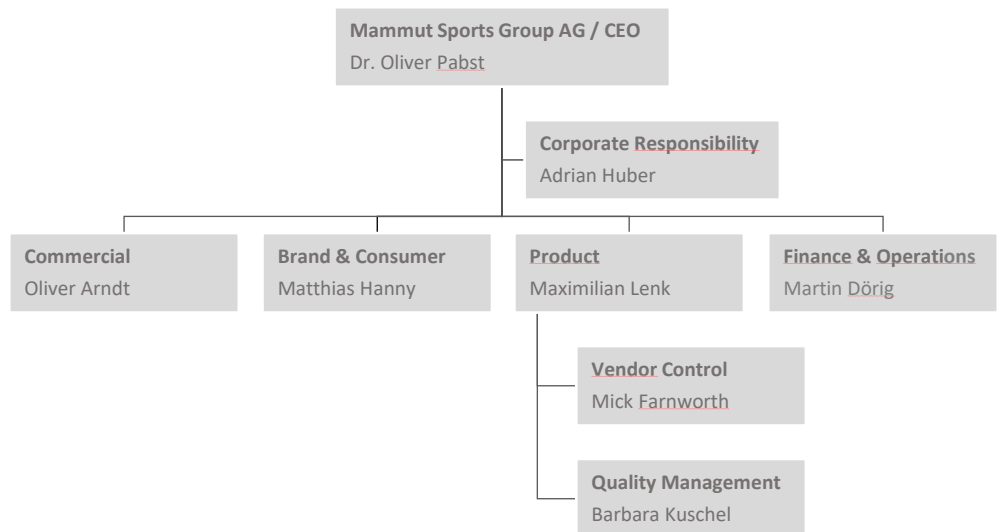 Mammut Sports Group AG / CEO
Dr. Oliver Pabst
Corporate Responsibility
Adrian Huber
Commercial
Oliver Arndt
Brand & Consumer
Matthias Hanny
Product
Maximilian Lenk
Finance & Operations
Martin Dörig
Vendor Control
Mick Farnworth
Quality Management
Barbara Kuschel